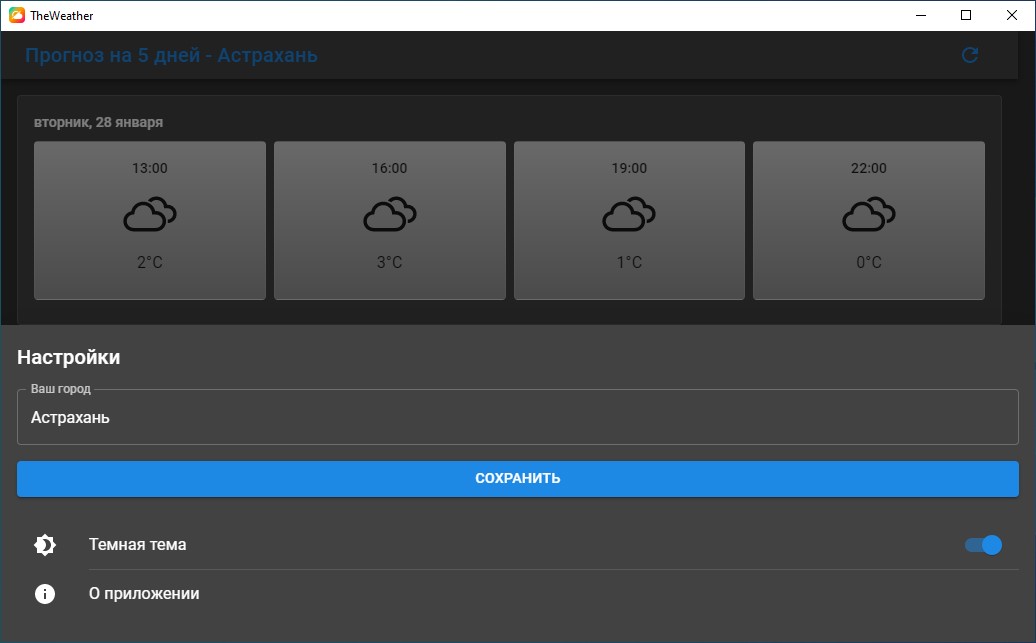 TheWeather
Прогноз на 5 дней - Астрахань
вторник, 28 января
13:00 16:00 19:00 22:00
2°C 3°C 1°C 0°C
Настройки
Ваш город
Астрахань
СОХРАНИТЬ
Темная тема
О приложении